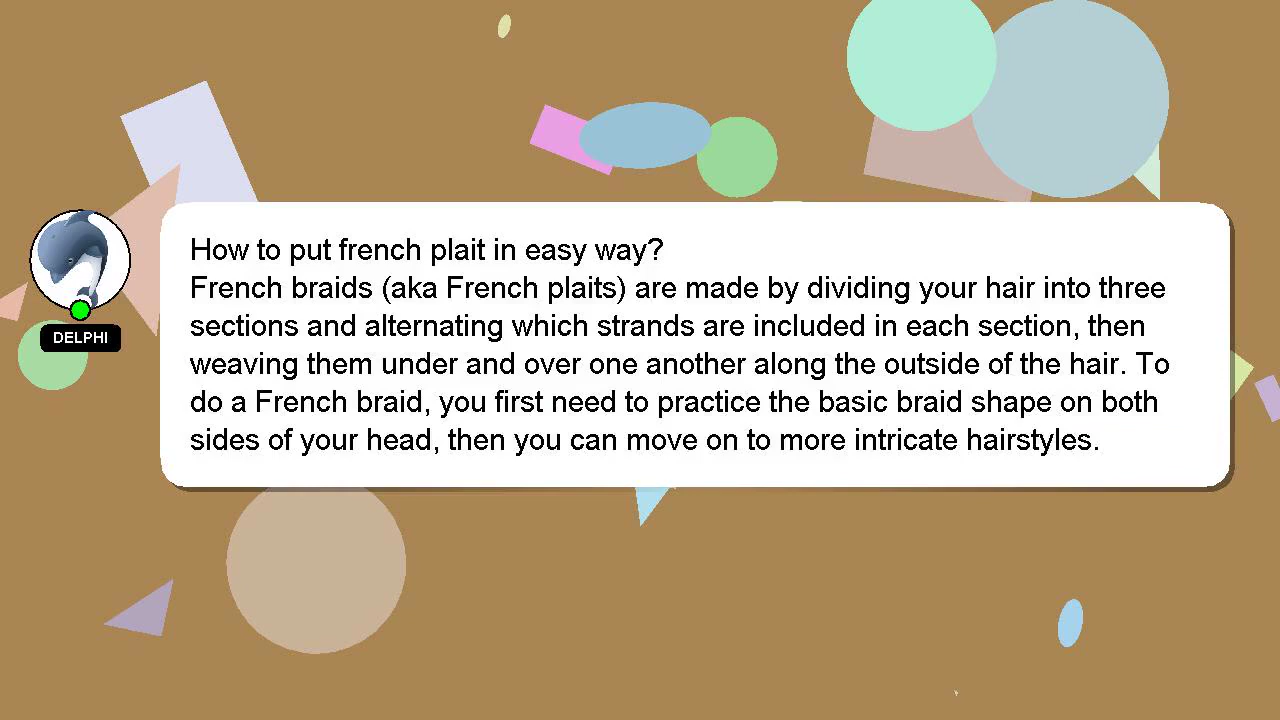 How to put french plait in easy way?
French braids (aka French plaits) are made by dividing your hair into three
sections and alternating which strands are included in each section, then
weaving them under and over one another along the outside of the hair. To
do a French braid, you first need to practice the basic braid shape on both
sides of your head, then you can move on to more intricate hairstyles.
DELPHI